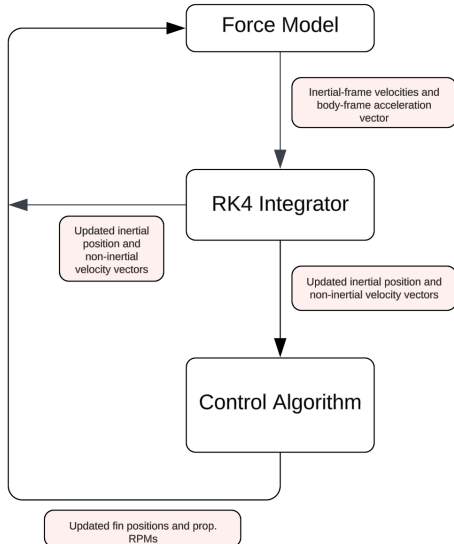 Force Model
Inertial-frame velocities and
body-frame acceleration
vector
RK4 Integrator
Updated inertial
position and
non-inertial
velocity vectors
Updated inertial position and
non-inertial velocity vectors
Control Algorithm
Updated fin positions and prop.
RPMs